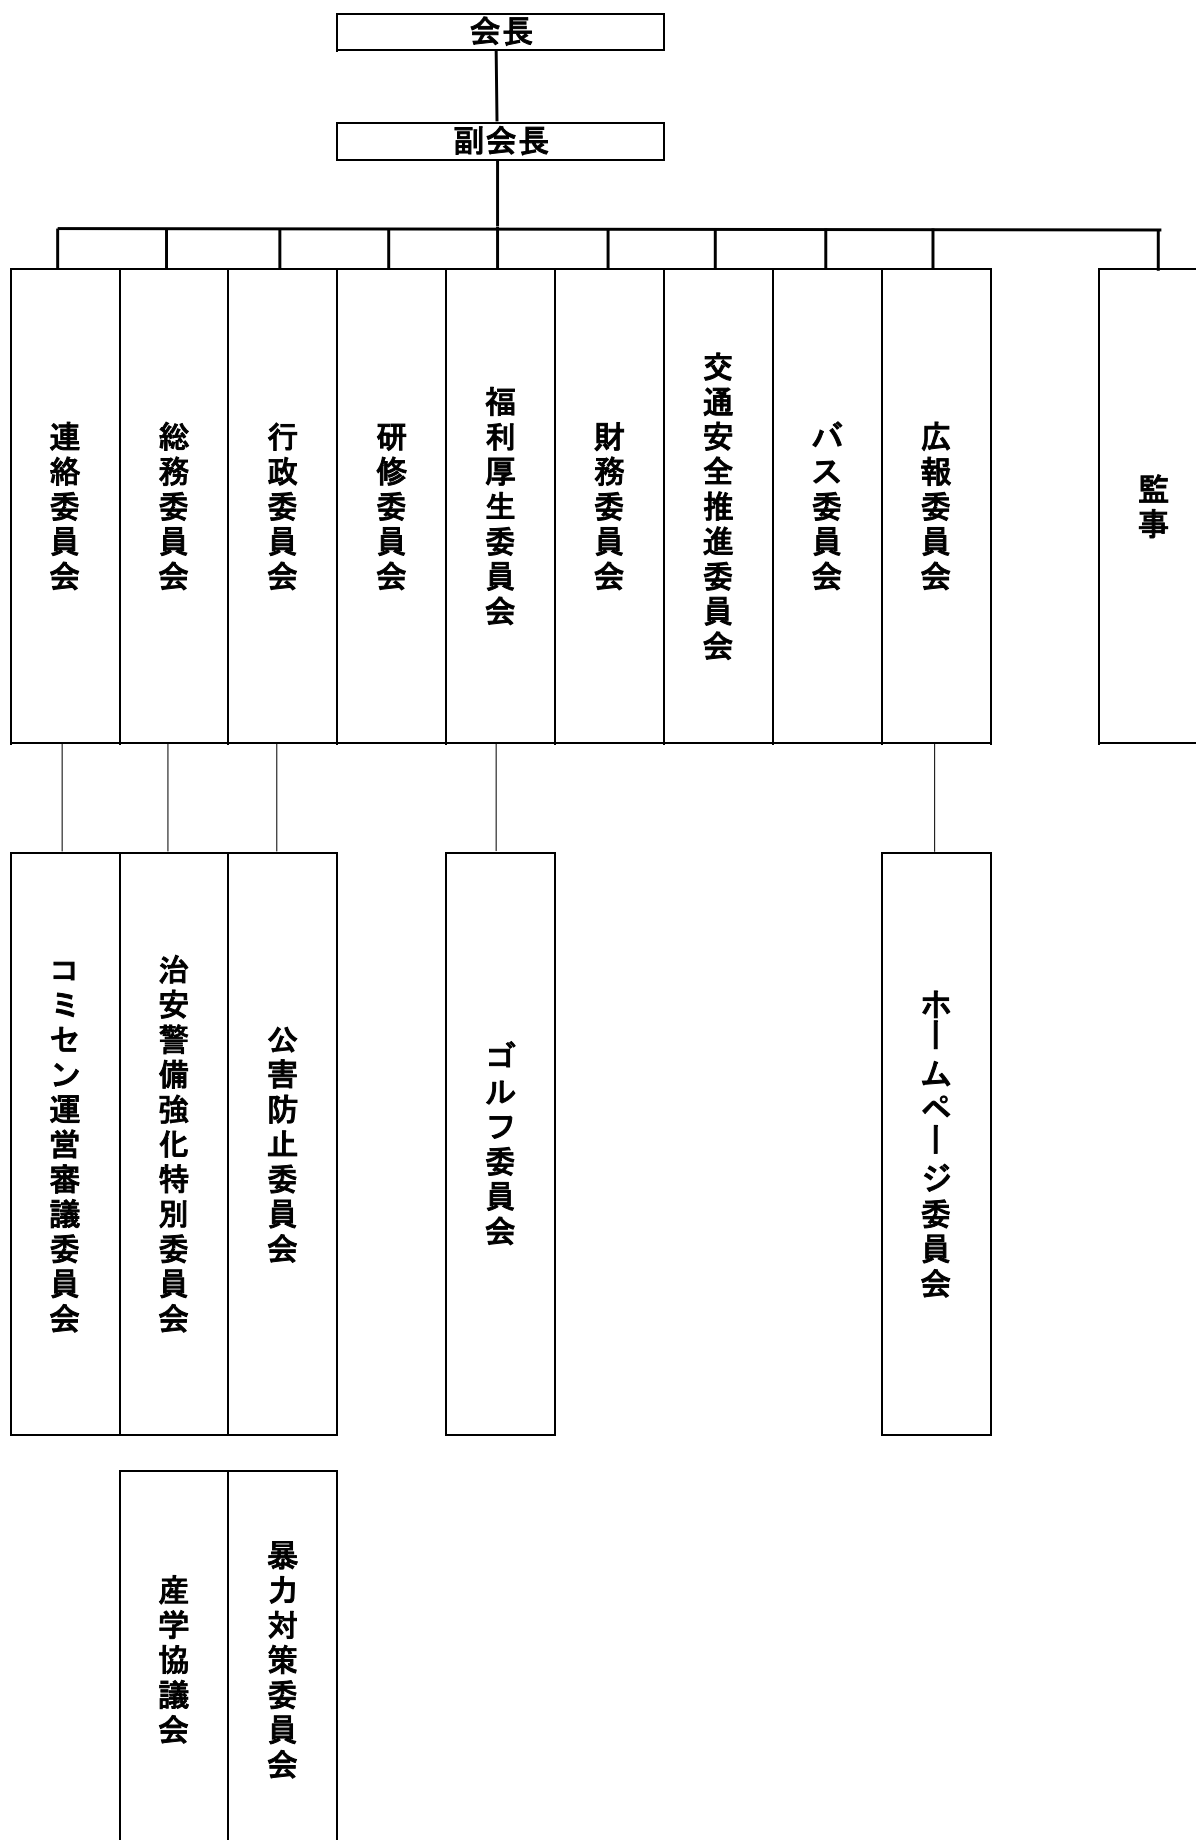 会長
副会長
連絡委員会
総務委員会
行政委員会
研修委員会
福利厚生委員会
財務委員会
交通安全推進委員会
バス委員会
広報委員会
監事
コミセン運営審議委員会
治安警備強化特別委員会
公害防止委員会
ゴルフ委員会
ホームページ委員会
産学協議会
暴力対策委員会